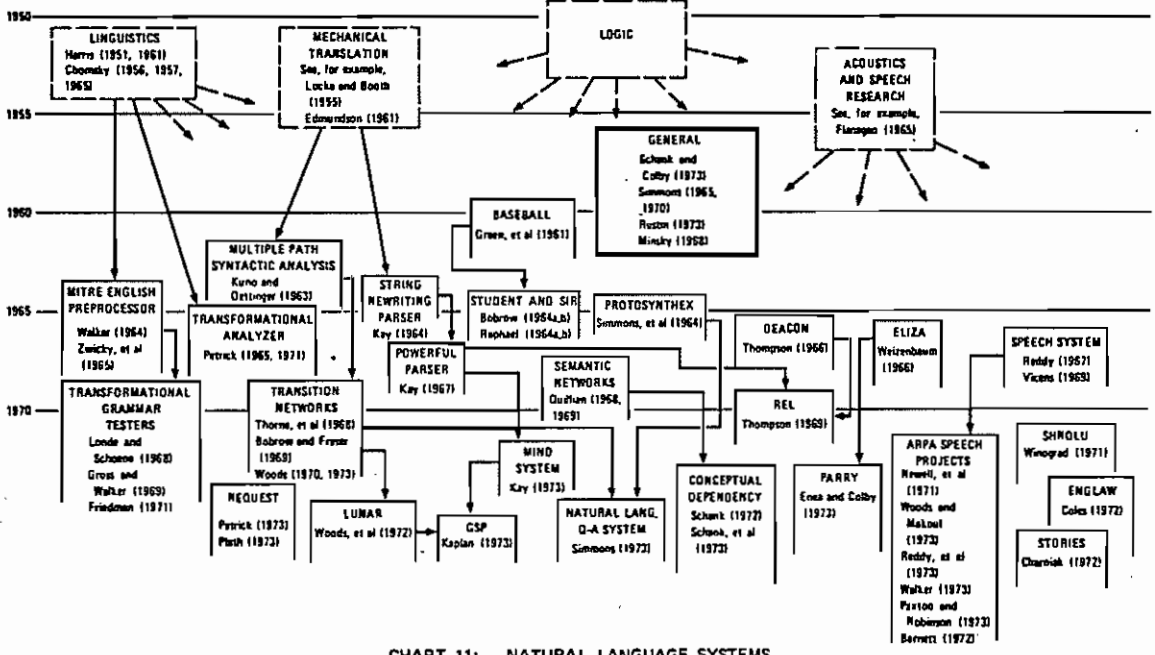 1950
LINGUISTICS
Harris (1951, 1961)
Chomsky (1956, 1957,
1965)
MECHANICAL
TRANSLATION
See, for example,
Locke and Booth
(1955)
Edmundson (1961)
LOGIC
ACOUSTICS
AND SPEECH
RESEARCH
See, for example,
Flanagan (1965)
1955
GENERAL
Schank and
Colby (1973)
Simmons (1965,
1970)
Rustin (1973)
Minsky (1968)
1960
BASEBALL
Green, et al (1961)
MULTIPLE PATH
SYNTACTIC ANALYSIS
Kuno and
Oettinger (1963)
MITRE ENGLISH
PREPROCESSOR
Walker (1964)
Zwicky, et al
(1965)
STRING
REWRITING
PARSER
Kay (1964)
STUDENT AND SIR
Bobrow (1964a,b)
Raphael (1964a,b)
PROTOSYNTHEX
Simmons, et al (1964)
1965
TRANSFORMATIONAL
ANALYZER
Petrick (1965, 1971)
DEACON
Thompson (1966)
ELIZA
Weizenbaum
(1966)
SPEECH SYSTEM
Reddy (1967)
Vicens (1969)
POWERFUL
PARSER
Kay (1967)
SEMANTIC
NETWORKS
Quillian (1968,
1969)
TRANSFORMATIONAL
GRAMMAR
TESTERS
Londe and
Schoene (1968)
Gross and
Walker (1969)
Friedman (1971)
TRANSITION
NETWORKS
Thorne, et al (1968)
Bobrow and Fraser
(1969)
Woods (1970, 1973)
REL
Thompson (1969)
1970
MIND
SYSTEM
Kay (1973)
ARPA SPEECH
PROJECTS
Newell, et al
(1971)
Woods and
Makoul
(1973)
Reddy, et al
(1973)
Walker (1973)
Paxton and
Robinson (1973)
Barnett (1972)
SHRDLU
Winograd (1971)
CONCEPTUAL
DEPENDENCY
Schank (1972)
Schank, et al
(1973)
PARRY
Enea and Colby
(1973)
ENGLAW
Coles (1972)
REQUEST
Petrick (1973)
Plath (1973)
LUNAR
Woods, et al (1972)
GSP
Kaplan (1973)
NATURAL LANG.
Q-A SYSTEM
Simmons (1973)
STORIES
Charniak (1972)
CHART 11: NATURAL LANGUAGE SYSTEMS